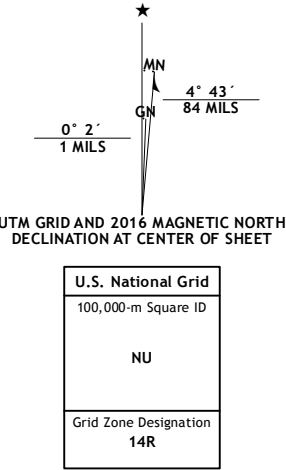 ★
MN
4° 43´
84 MILS
GN
0° 2´
1 MILS
UTM GRID AND 2016 MAGNETIC NORTH
DECLINATION AT CENTER OF SHEET
U.S. National Grid
100,000-m Square ID
NU
Grid Zone Designation
14R